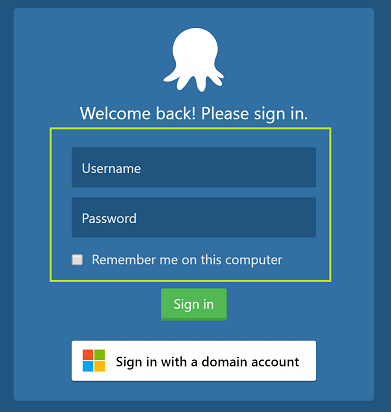 Welcome back! Please sign in.
Username
Password
Remember me on this computer
Sign in
Sign in with a domain account